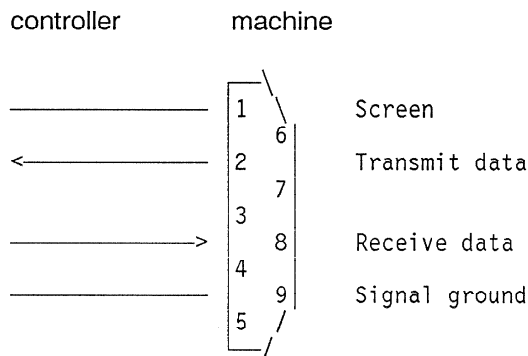 controller machine
1 Screen
6
2 Transmit data
7
3
8 Receive data
4
9 Signal ground
5